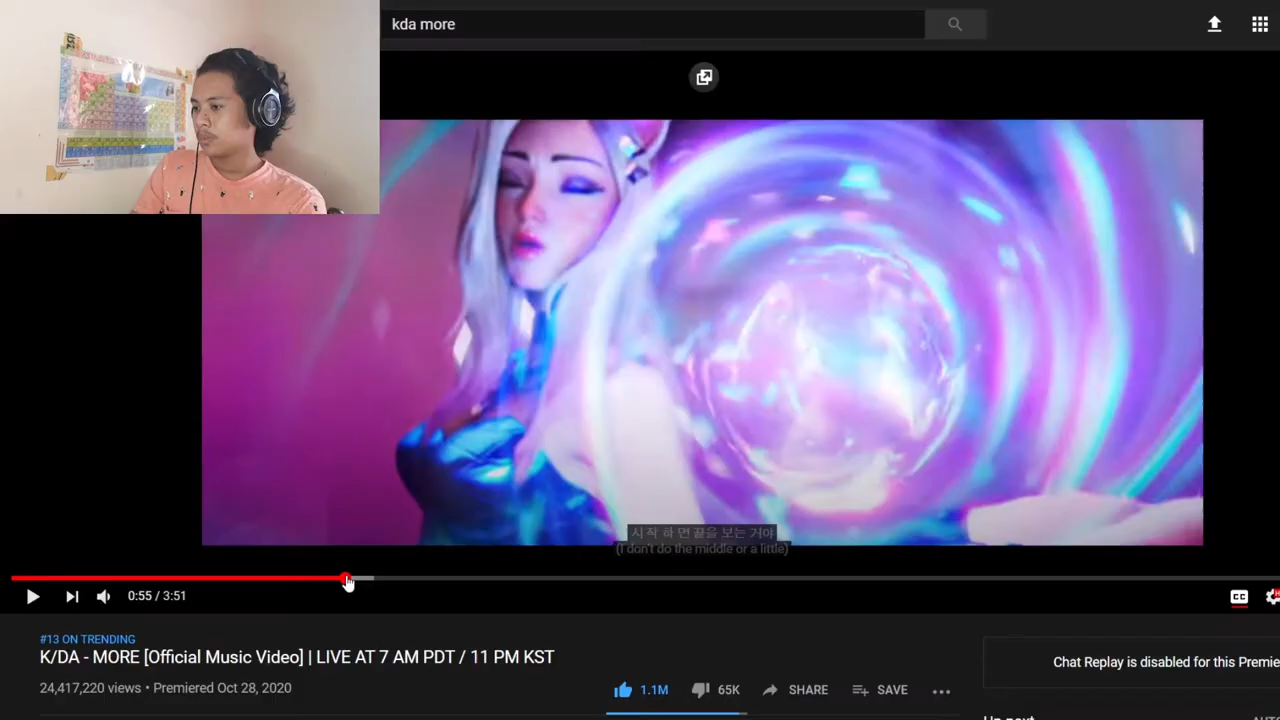 kda more
시작 하면 끝을 보는 거야
(I don't do the middle or a little)
0:55 / 3:51
CC
#13 ON TRENDING
K/DA - MORE [Official Music Video] | LIVE AT 7 AM PDT / 11 PM KST
24,417,220 views • Premiered Oct 28, 2020
1.1M
65K
SHARE
SAVE
Chat Replay is disabled for this Premie